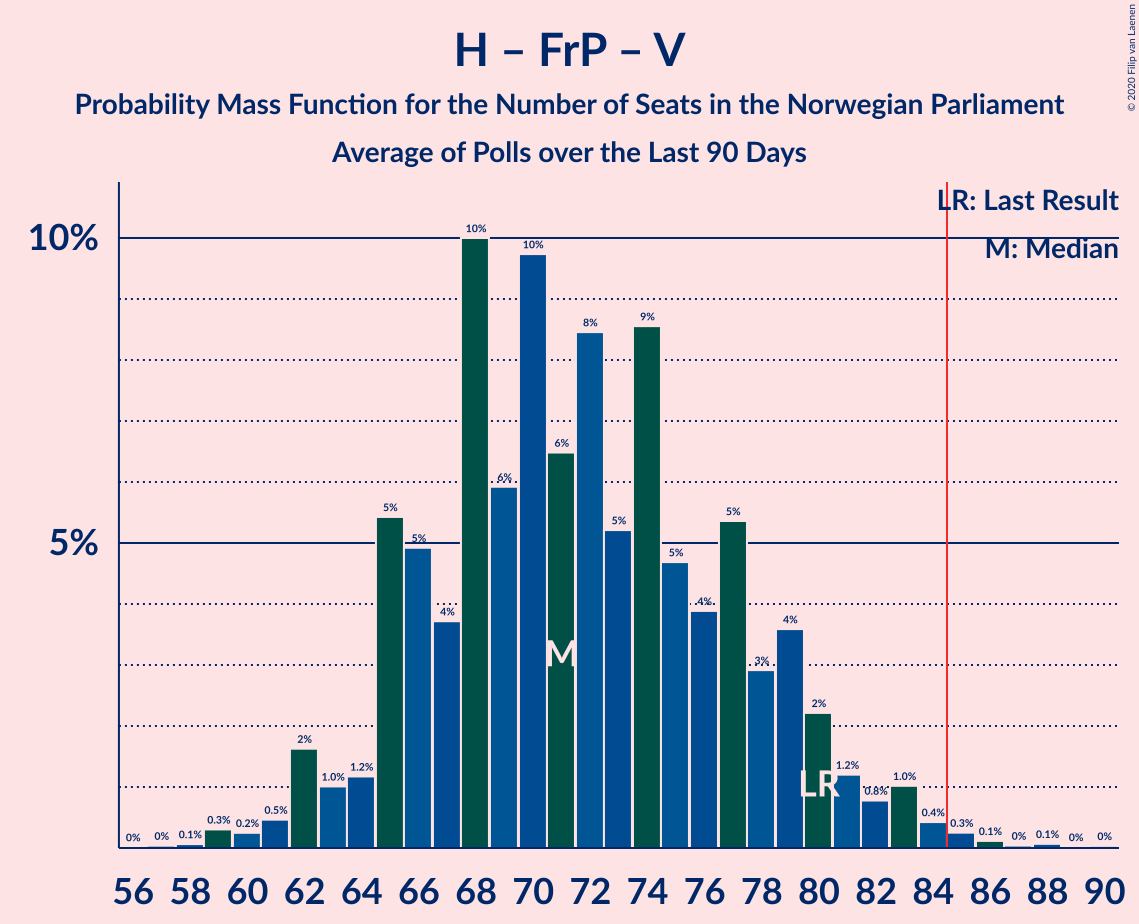 H – FrP – V
Probability Mass Function for the Number of Seats in the Norwegian Parliament
Average of Polls over the Last 90 Days
© 2020 Filip van Laenen
LR: Last Result
M: Median
10%
5%
0% 0% 0.1% 0.3% 0.2% 0.5% 2% 1.0% 1.2% 5% 5% 4% 10% 6% 10% 6% 8% 5% 9% 5% 4% 5% 3% 4% 2% 1.2% 0.8% 1.0% 0.4% 0.3% 0.1% 0% 0.1% 0% 0%
M
LR
56 58 60 62 64 66 68 70 72 74 76 78 80 82 84 86 88 90